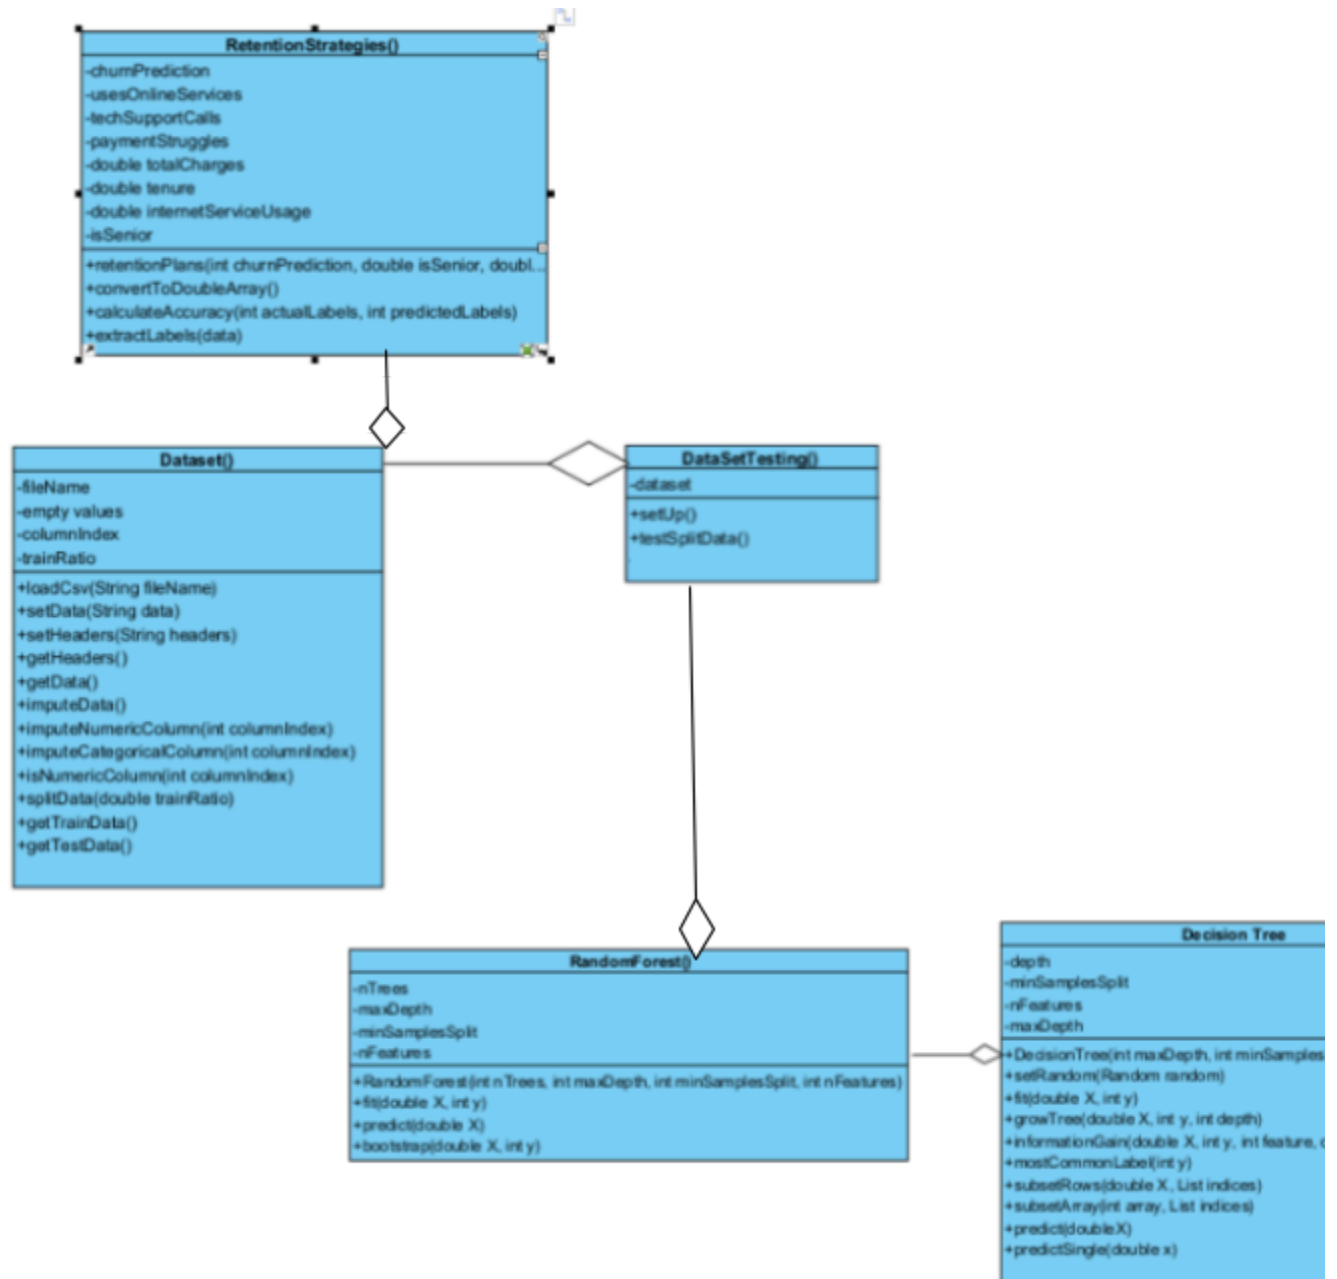 RetentionStrategies()
-churnPrediction
-usesOnlineServices
-techSupportCalls
-paymentStruggles
-double totalCharges
-double tenure
-double internetServiceUsage
-isSenior
+retentionPlans(int churnPrediction, double isSenior, doubl...
+convertToDoubleArray()
+calculateAccuracy(int actualLabels, int predictedLabels)
+extractLabels(data)
Dataset()
-fileName
-empty values
-columnIndex
-trainRatio
+loadCsv(String fileName)
+setData(String data)
+setHeaders(String headers)
+getHeaders()
+getData()
+imputeData()
+imputeNumericColumn(int columnIndex)
+imputeCategoricalColumn(int columnIndex)
+isNumericColumn(int columnIndex)
+splitData(double trainRatio)
+getTrainData()
+getTestData()
DataSetTesting()
-dataset
+setUp()
+testSplitData()
RandomForest()
-nTrees
-maxDepth
-minSamplesSplit
-nFeatures
+RandomForest(int nTrees, int maxDepth, int minSamplesSplit, int nFeatures)
+fit(double X, int y)
+predict(double X)
+bootstrap(double X, int y)
Decision Tree
-depth
-minSamplesSplit
-nFeatures
-maxDepth
+DecisionTree(int maxDepth, int minSamples
+setRandom(Random random)
+fit(double X, int y)
+growTree(double X, int y, int depth)
+informationGain(double X, int y, int feature,
+mostCommonLabel(int y)
+subsetRows(double X, List indices)
+subsetArray(int array, List indices)
+predict(doubleX)
+predictSingle(double x)